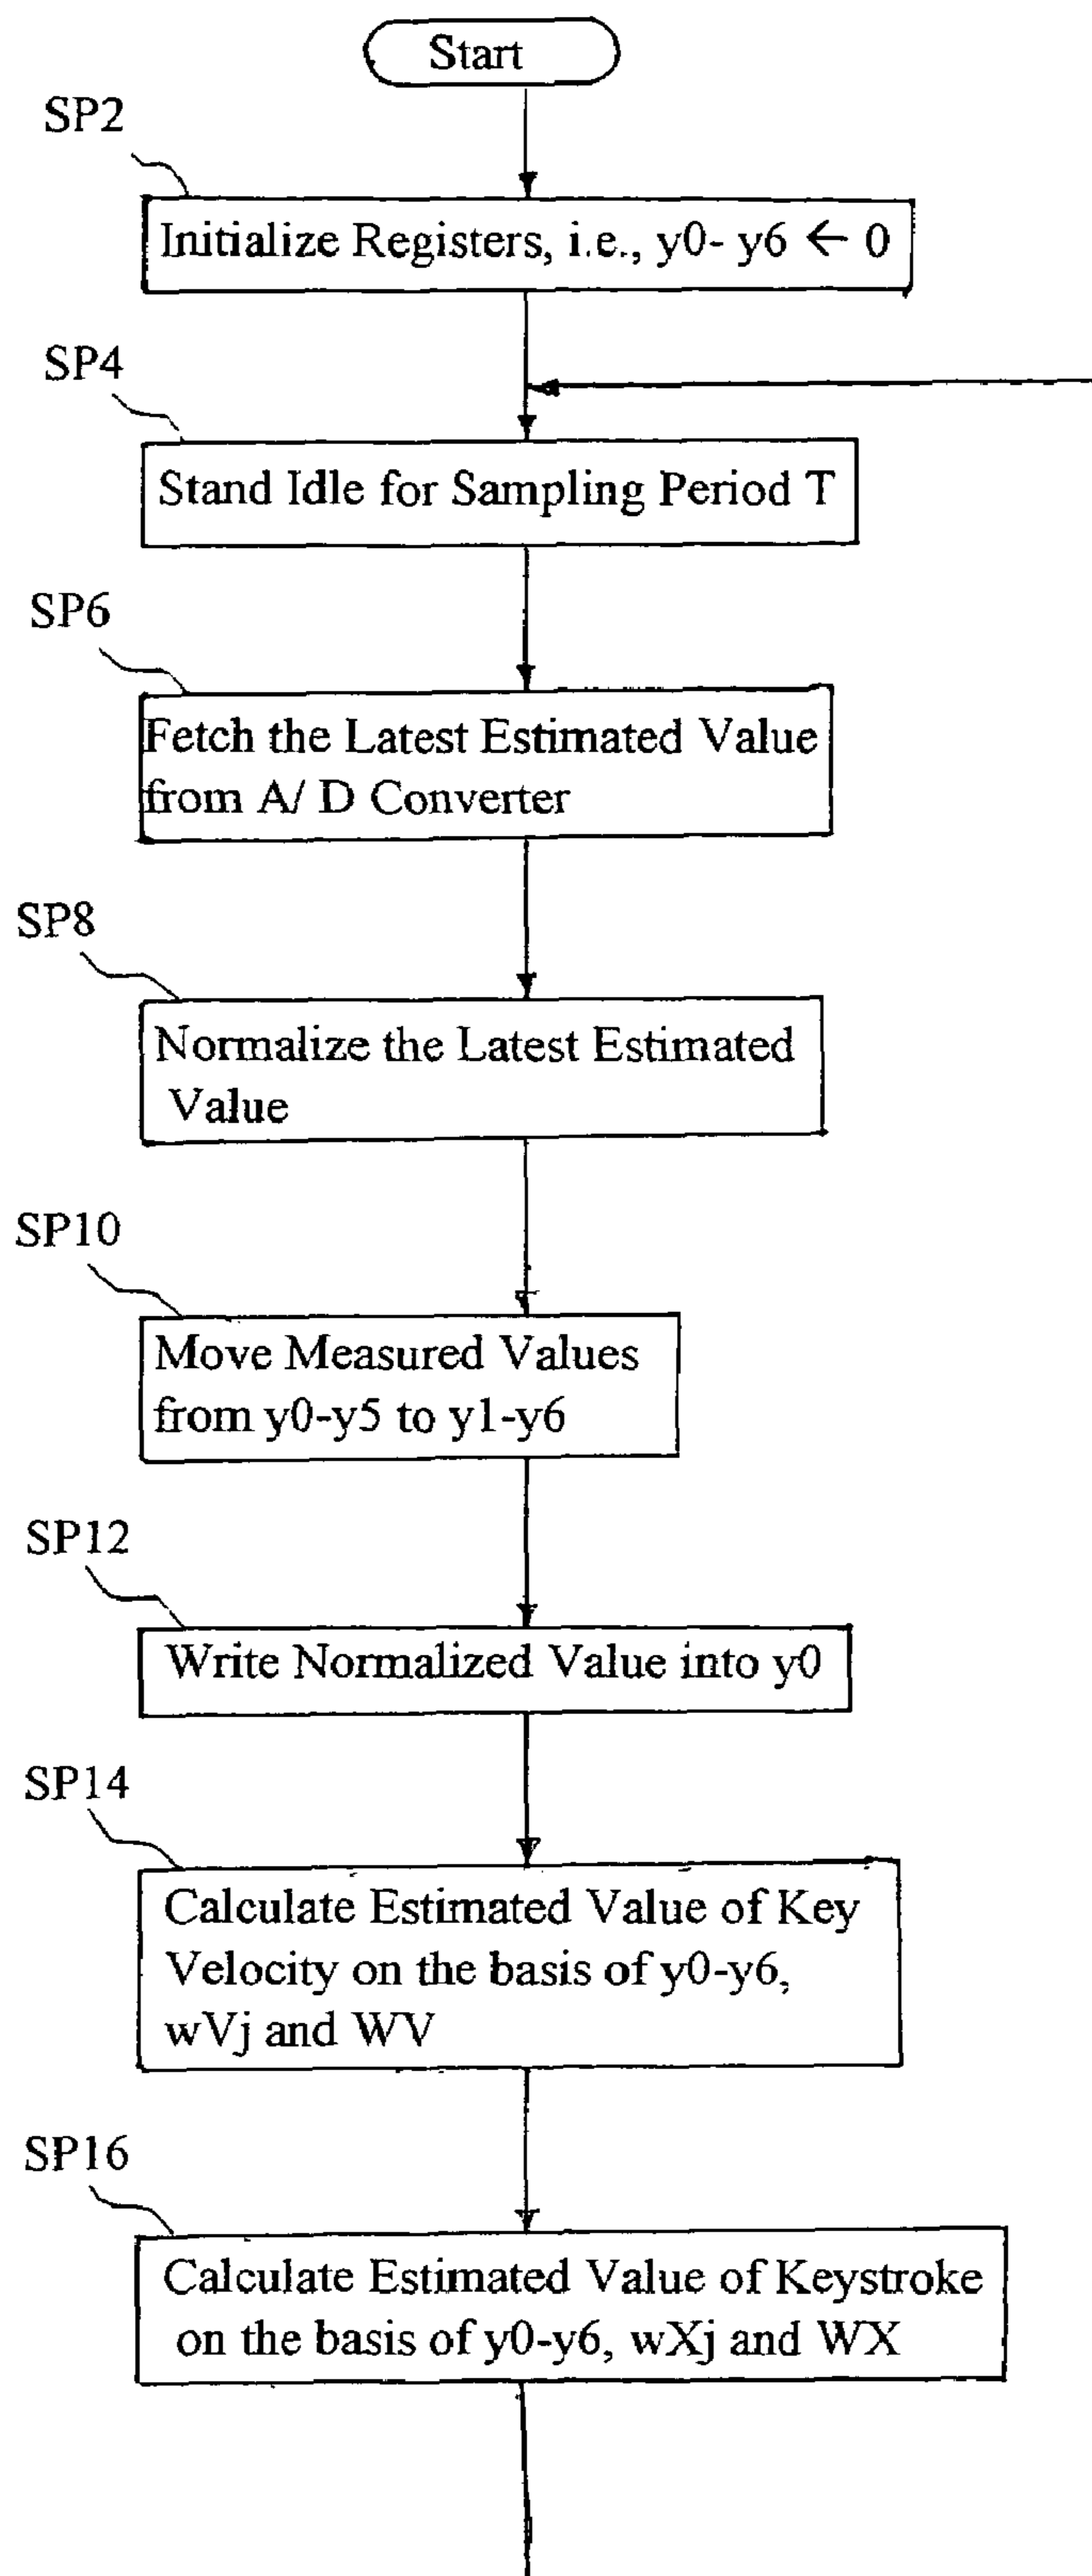 Start
SP2
Initialize Registers, i.e., y0- y6 ← 0
SP4
Stand Idle for Sampling Period T
SP6
Fetch the Latest Estimated Value
from A/ D Converter
SP8
Normalize the Latest Estimated
Value
SP10
Move Measured Values
from y0-y5 to y1-y6
SP12
Write Normalized Value into y0
SP14
Calculate Estimated Value of Key
Velocity on the basis of y0-y6,
wVj and WV
SP16
Calculate Estimated Value of Keystroke
on the basis of y0-y6, wXj and WX